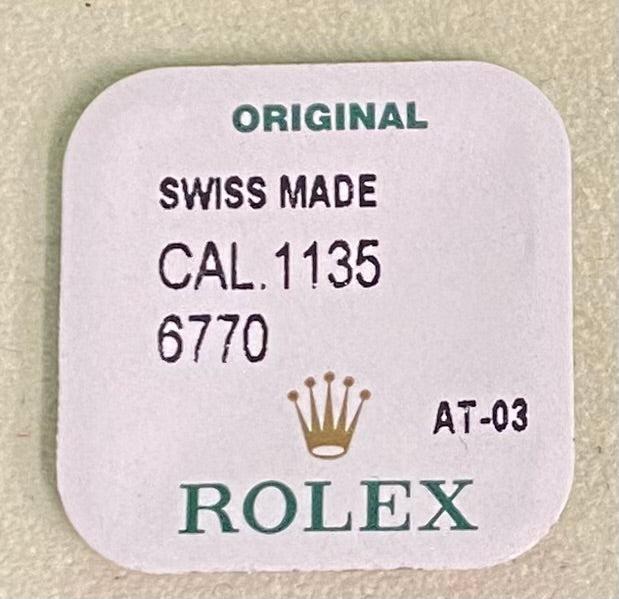 ORIGINAL
SWISS MADE
CAL.1135
6770
AT-03
ROLEX